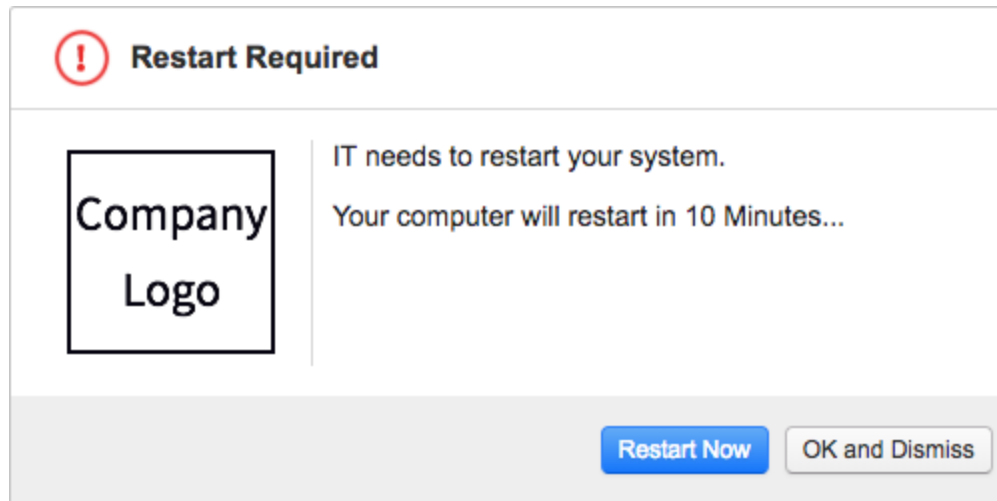 Restart Required
IT needs to restart your system.
Your computer will restart in 10 Minutes...
Company
Logo
Restart Now
OK and Dismiss